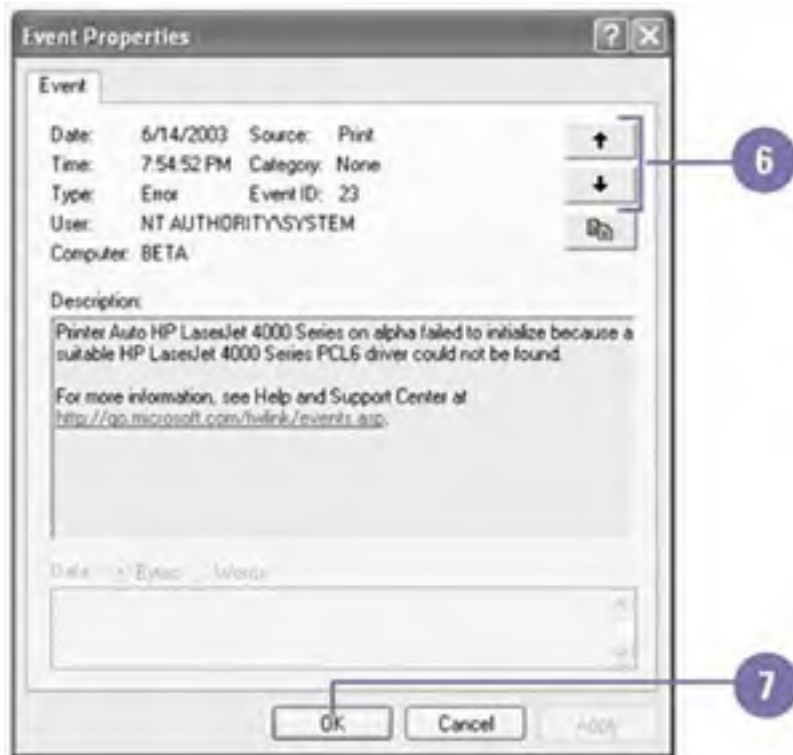 Event Properties
Event
Date: 6/14/2003 Source: Print
Time: 7:54:52 PM Category: None
Type: Error Event ID: 23
User: NT AUTHORITY\SYSTEM
Computer: BETA
6
Description:
Printer Auto HP LaserJet 4000 Series on alpha failed to initialize because a
suitable HP LaserJet 4000 Series PCL6 driver could not be found.
For more information, see Help and Support Center at
http://go.microsoft.com/fwlink/events.asp.
Data: Bytes Words
7
OK Cancel Apply